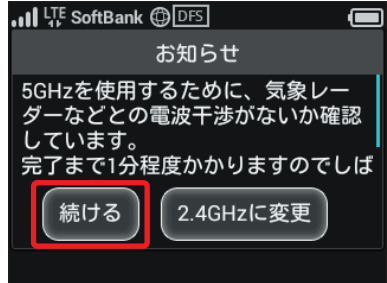 LTE SoftBank DFS
お知らせ
5GHzを使用するために、気象レー
ダーなどとの電波干渉がないか確認
しています。
完了まで1分程度かかりますのでしば
続ける 2.4GHzに変更